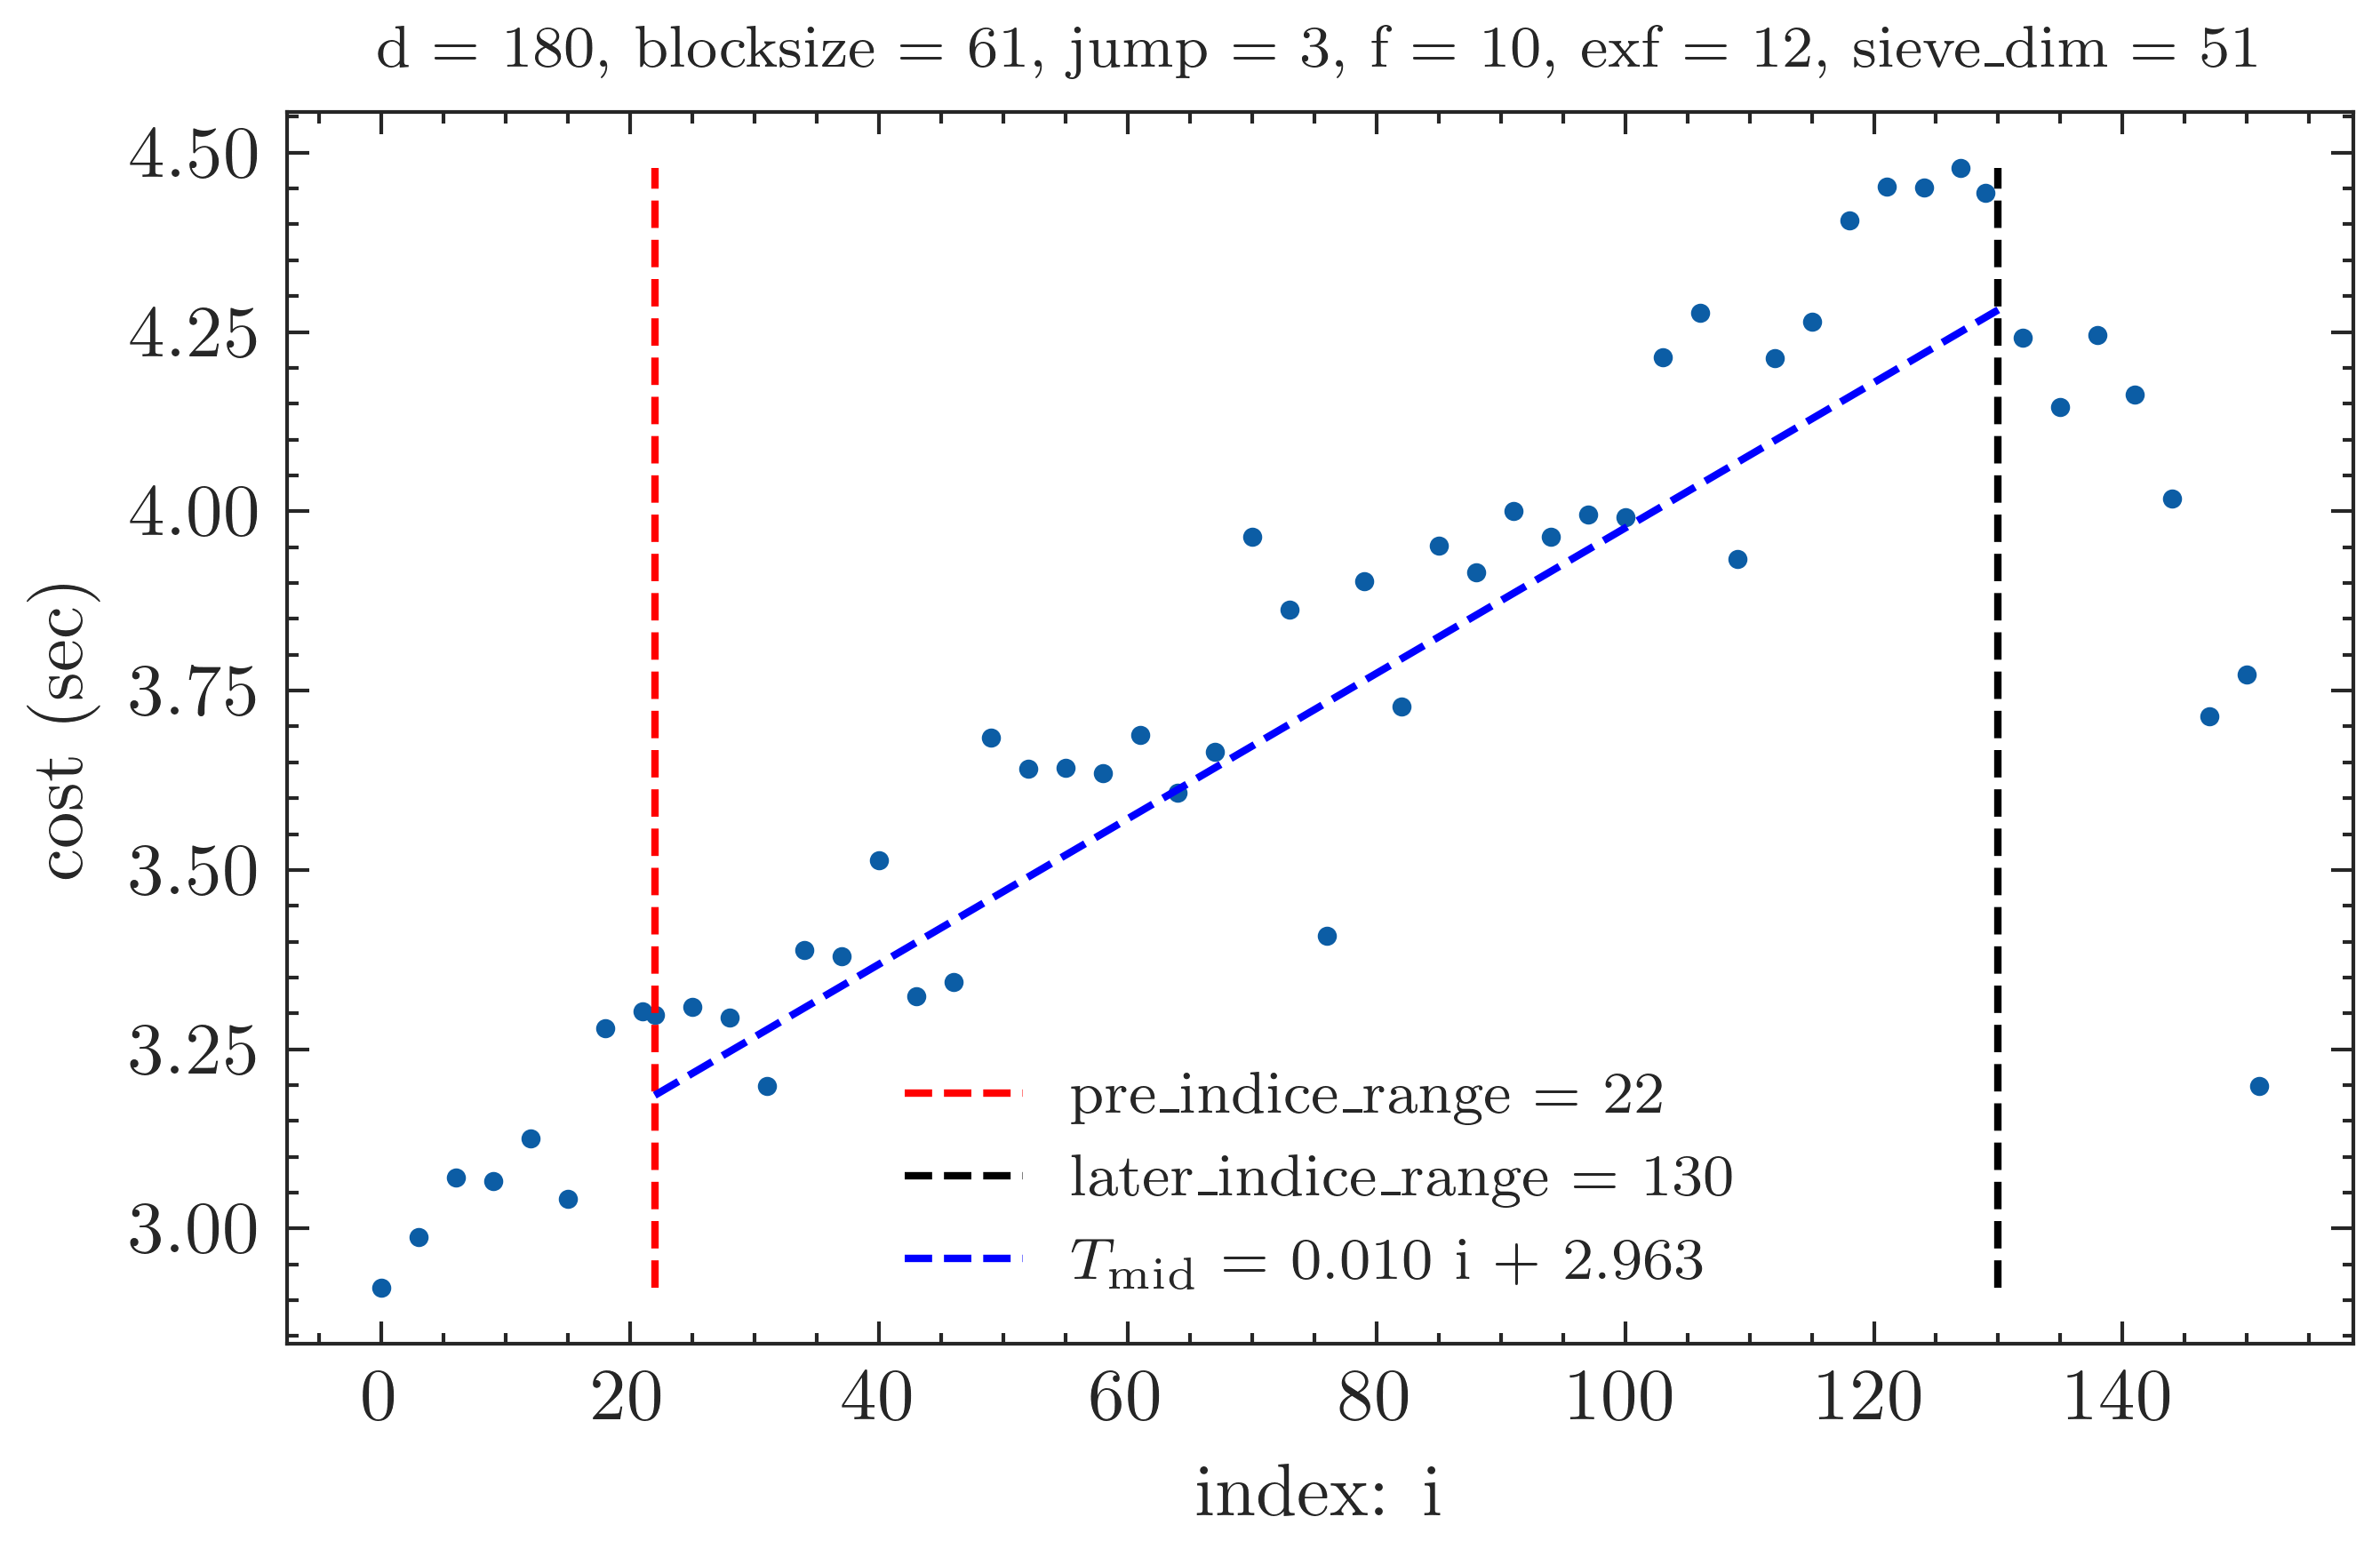 d = 180, blocksize = 61, jump = 3, f = 10, exf = 12, sieve_dim = 51
4.50
4.25
4.00
3.75
3.50
3.25
3.00
cost (sec)
pre_indice_range = 22
later_indice_range = 130
T_mid = 0.010 i + 2.963
0 20 40 60 80 100 120 140
index: i